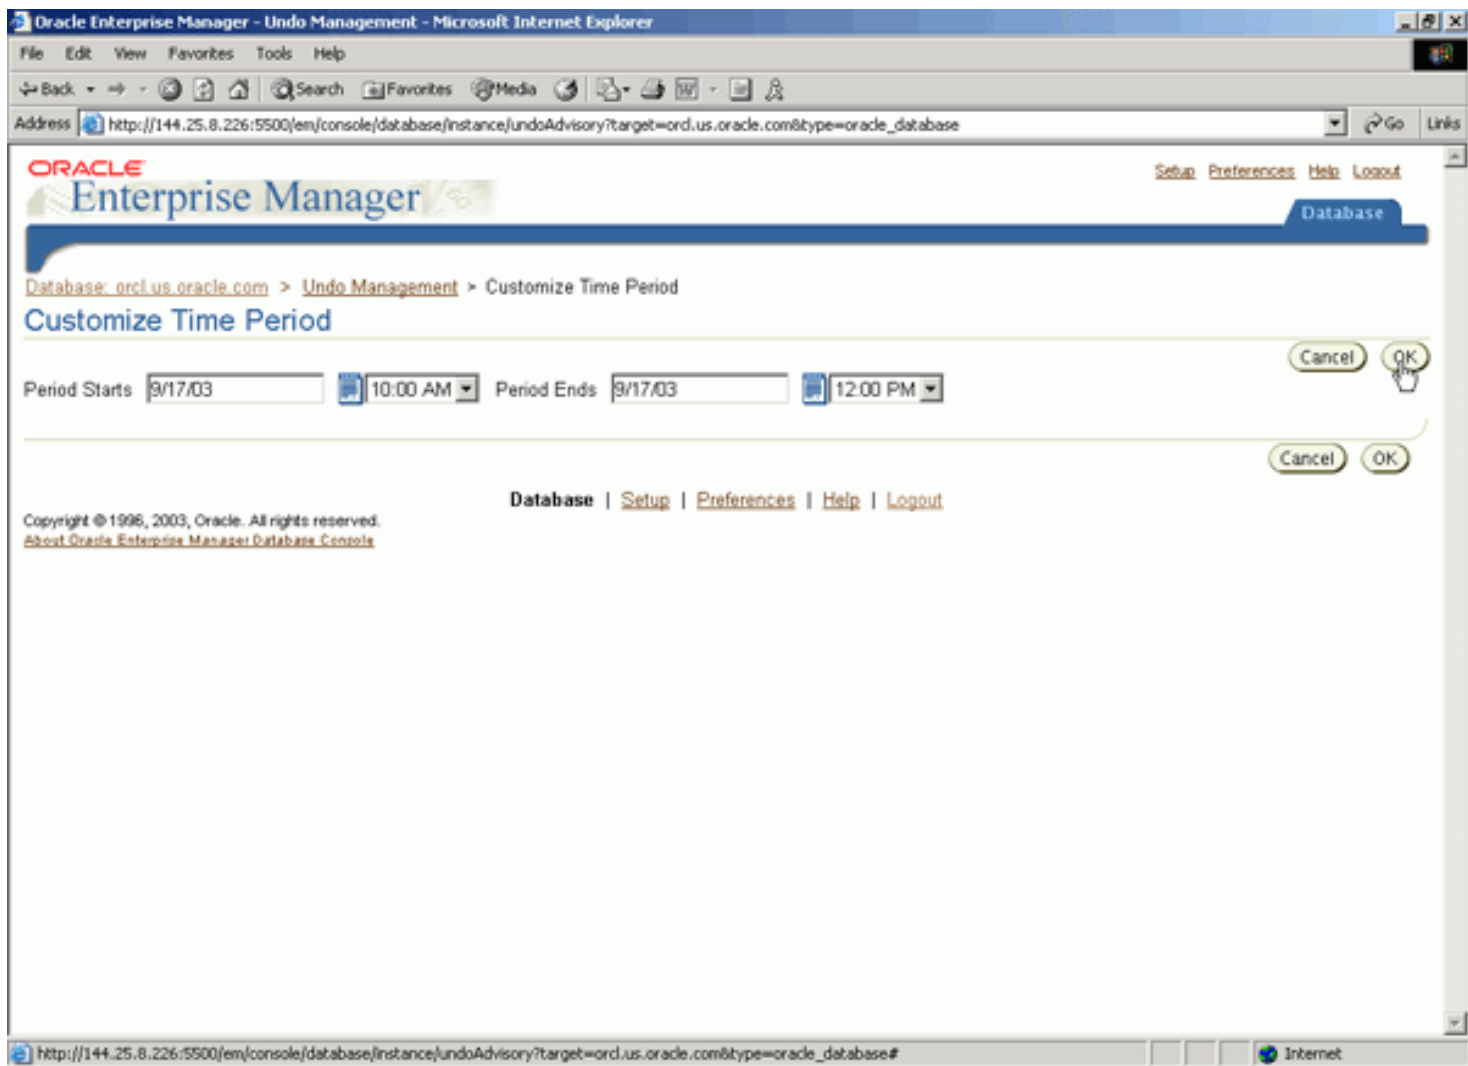 Oracle Enterprise Manager - Undo Management - Microsoft Internet Explorer
File Edit View Favorites Tools Help
Back Search Favorites Media
Address http://144.25.8.226:5500/em/console/database/instance/undoAdvisory?target=orcl.us.oracle.com&type=oracle_database Go Links
ORACLE
Enterprise Manager
Setup Preferences Help Logout
Database
Database: orcl.us.oracle.com > Undo Management > Customize Time Period
Customize Time Period
Cancel OK
Period Starts 9/17/03 10:00 AM Period Ends 9/17/03 12:00 PM
Cancel OK
Database | Setup | Preferences | Help | Logout
Copyright © 1996, 2003, Oracle. All rights reserved.
About Oracle Enterprise Manager Database Console
http://144.25.8.226:5500/em/console/database/instance/undoAdvisory?target=orcl.us.oracle.com&type=oracle_database# Internet